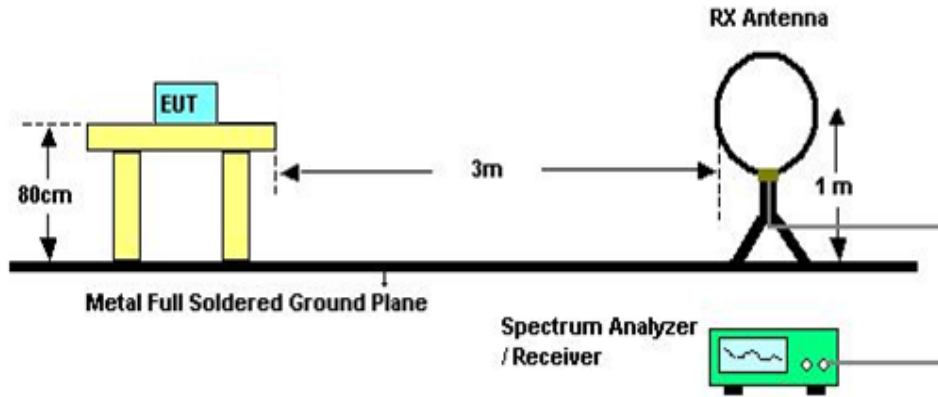 RX Antenna
EUT
80cm
3m
1 m
Metal Full Soldered Ground Plane
Spectrum Analyzer
/ Receiver